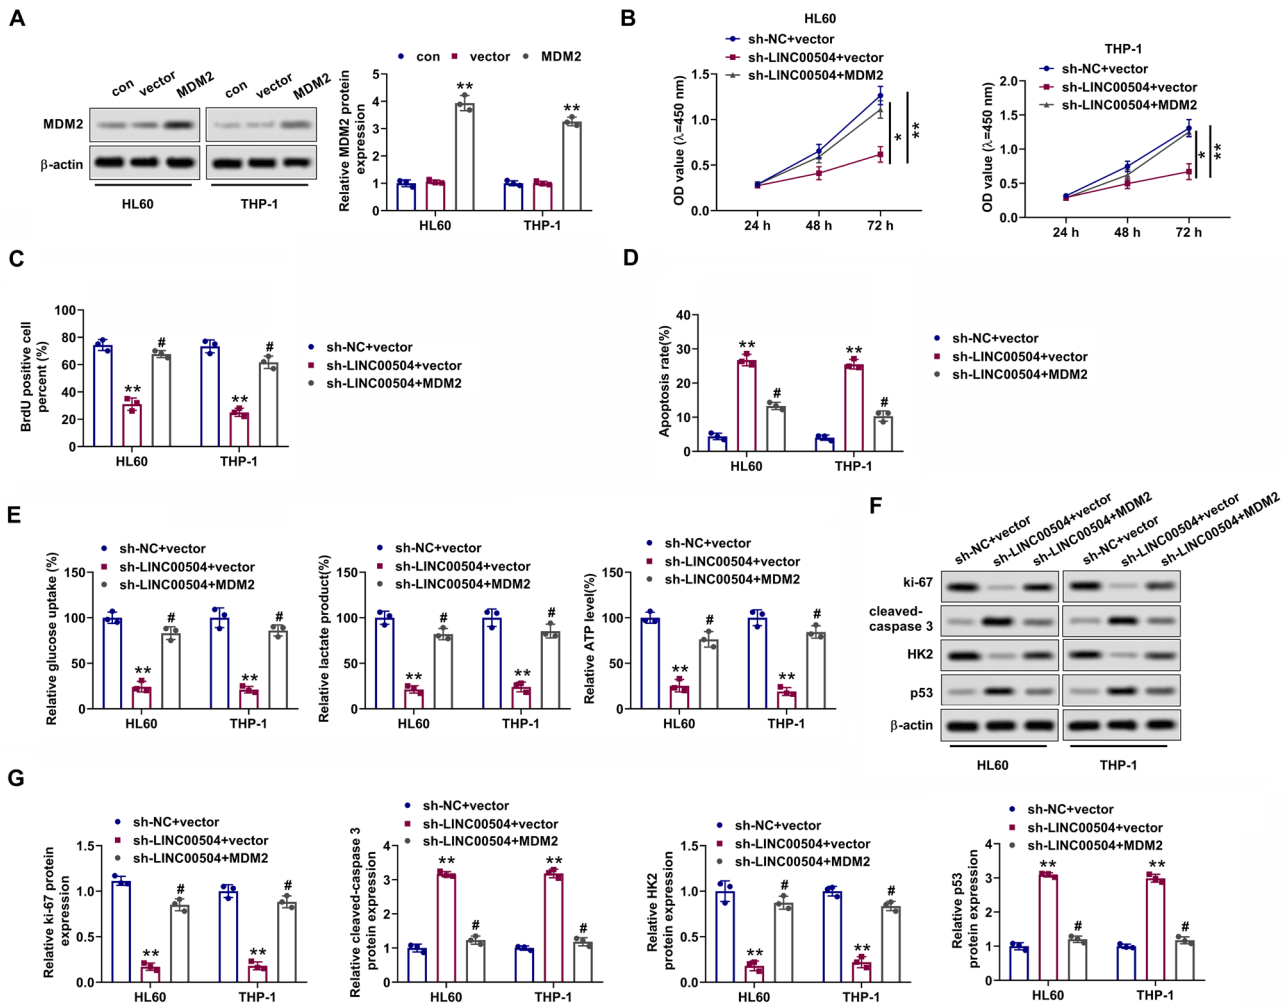 A
con
vector
MDM2
con
vector
MDM2
MDM2
β-actin
HL60
THP-1
con
vector
MDM2
Relative MDM2 protein
expression
5
4
3
2
1
0
**
**
HL60
THP-1
B
HL60
sh-NC+vector
sh-LINC00504+vector
sh-LINC00504+MDM2
OD value (λ=450 nm)
1.5
1.0
0.5
0.0
*
**
24 h
48 h
72 h
THP-1
sh-NC+vector
sh-LINC00504+vector
sh-LINC00504+MDM2
OD value (λ=450 nm)
2.0
1.5
1.0
0.5
0.0
*
**
24 h
48 h
72 h
C
BrdU positive cell
percent (%)
100
80
60
40
20
0
**
#
**
#
HL60
THP-1
sh-NC+vector
sh-LINC00504+vector
sh-LINC00504+MDM2
D
Apoptosis rate(%)
40
30
20
10
0
**
#
**
#
HL60
THP-1
sh-NC+vector
sh-LINC00504+vector
sh-LINC00504+MDM2
E
sh-NC+vector
sh-LINC00504+vector
sh-LINC00504+MDM2
Relative glucose uptake (%)
150
100
50
0
**
#
**
#
HL60
THP-1
sh-NC+vector
sh-LINC00504+vector
sh-LINC00504+MDM2
Relative lactate product(%)
150
100
50
0
**
#
**
#
HL60
THP-1
sh-NC+vector
sh-LINC00504+vector
sh-LINC00504+MDM2
Relative ATP level(%)
150
100
50
0
**
#
**
#
HL60
THP-1
F
sh-NC+vector
sh-LINC00504+vector
sh-LINC00504+MDM2
sh-NC+vector
sh-LINC00504+vector
sh-LINC00504+MDM2
ki-67
cleaved-
caspase 3
HK2
p53
β-actin
HL60
THP-1
G
sh-NC+vector
sh-LINC00504+vector
sh-LINC00504+MDM2
Relative ki-67 protein
expression
1.5
1.0
0.5
0.0
**
#
**
#
HL60
THP-1
sh-NC+vector
sh-LINC00504+vector
sh-LINC00504+MDM2
Relative cleaved-caspase 3
protein expression
4
3
2
1
0
**
#
**
#
HL60
THP-1
sh-NC+vector
sh-LINC00504+vector
sh-LINC00504+MDM2
Relative HK2
protein expression
1.5
1.0
0.5
0.0
**
#
**
#
HL60
THP-1
sh-NC+vector
sh-LINC00504+vector
sh-LINC00504+MDM2
Relative p53
protein expression
4
3
2
1
0
**
#
**
#
HL60
THP-1